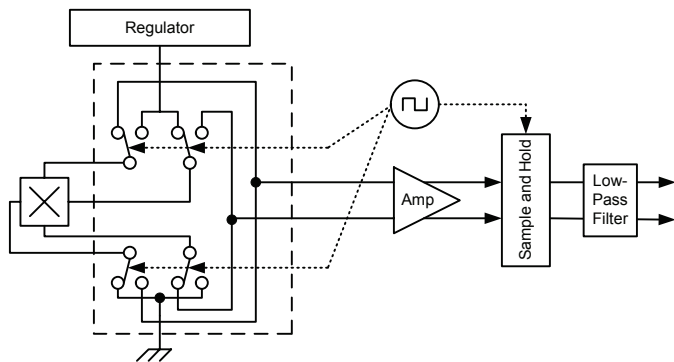 Regulator
Amp
Sample and Hold
Low-
Pass
Filter